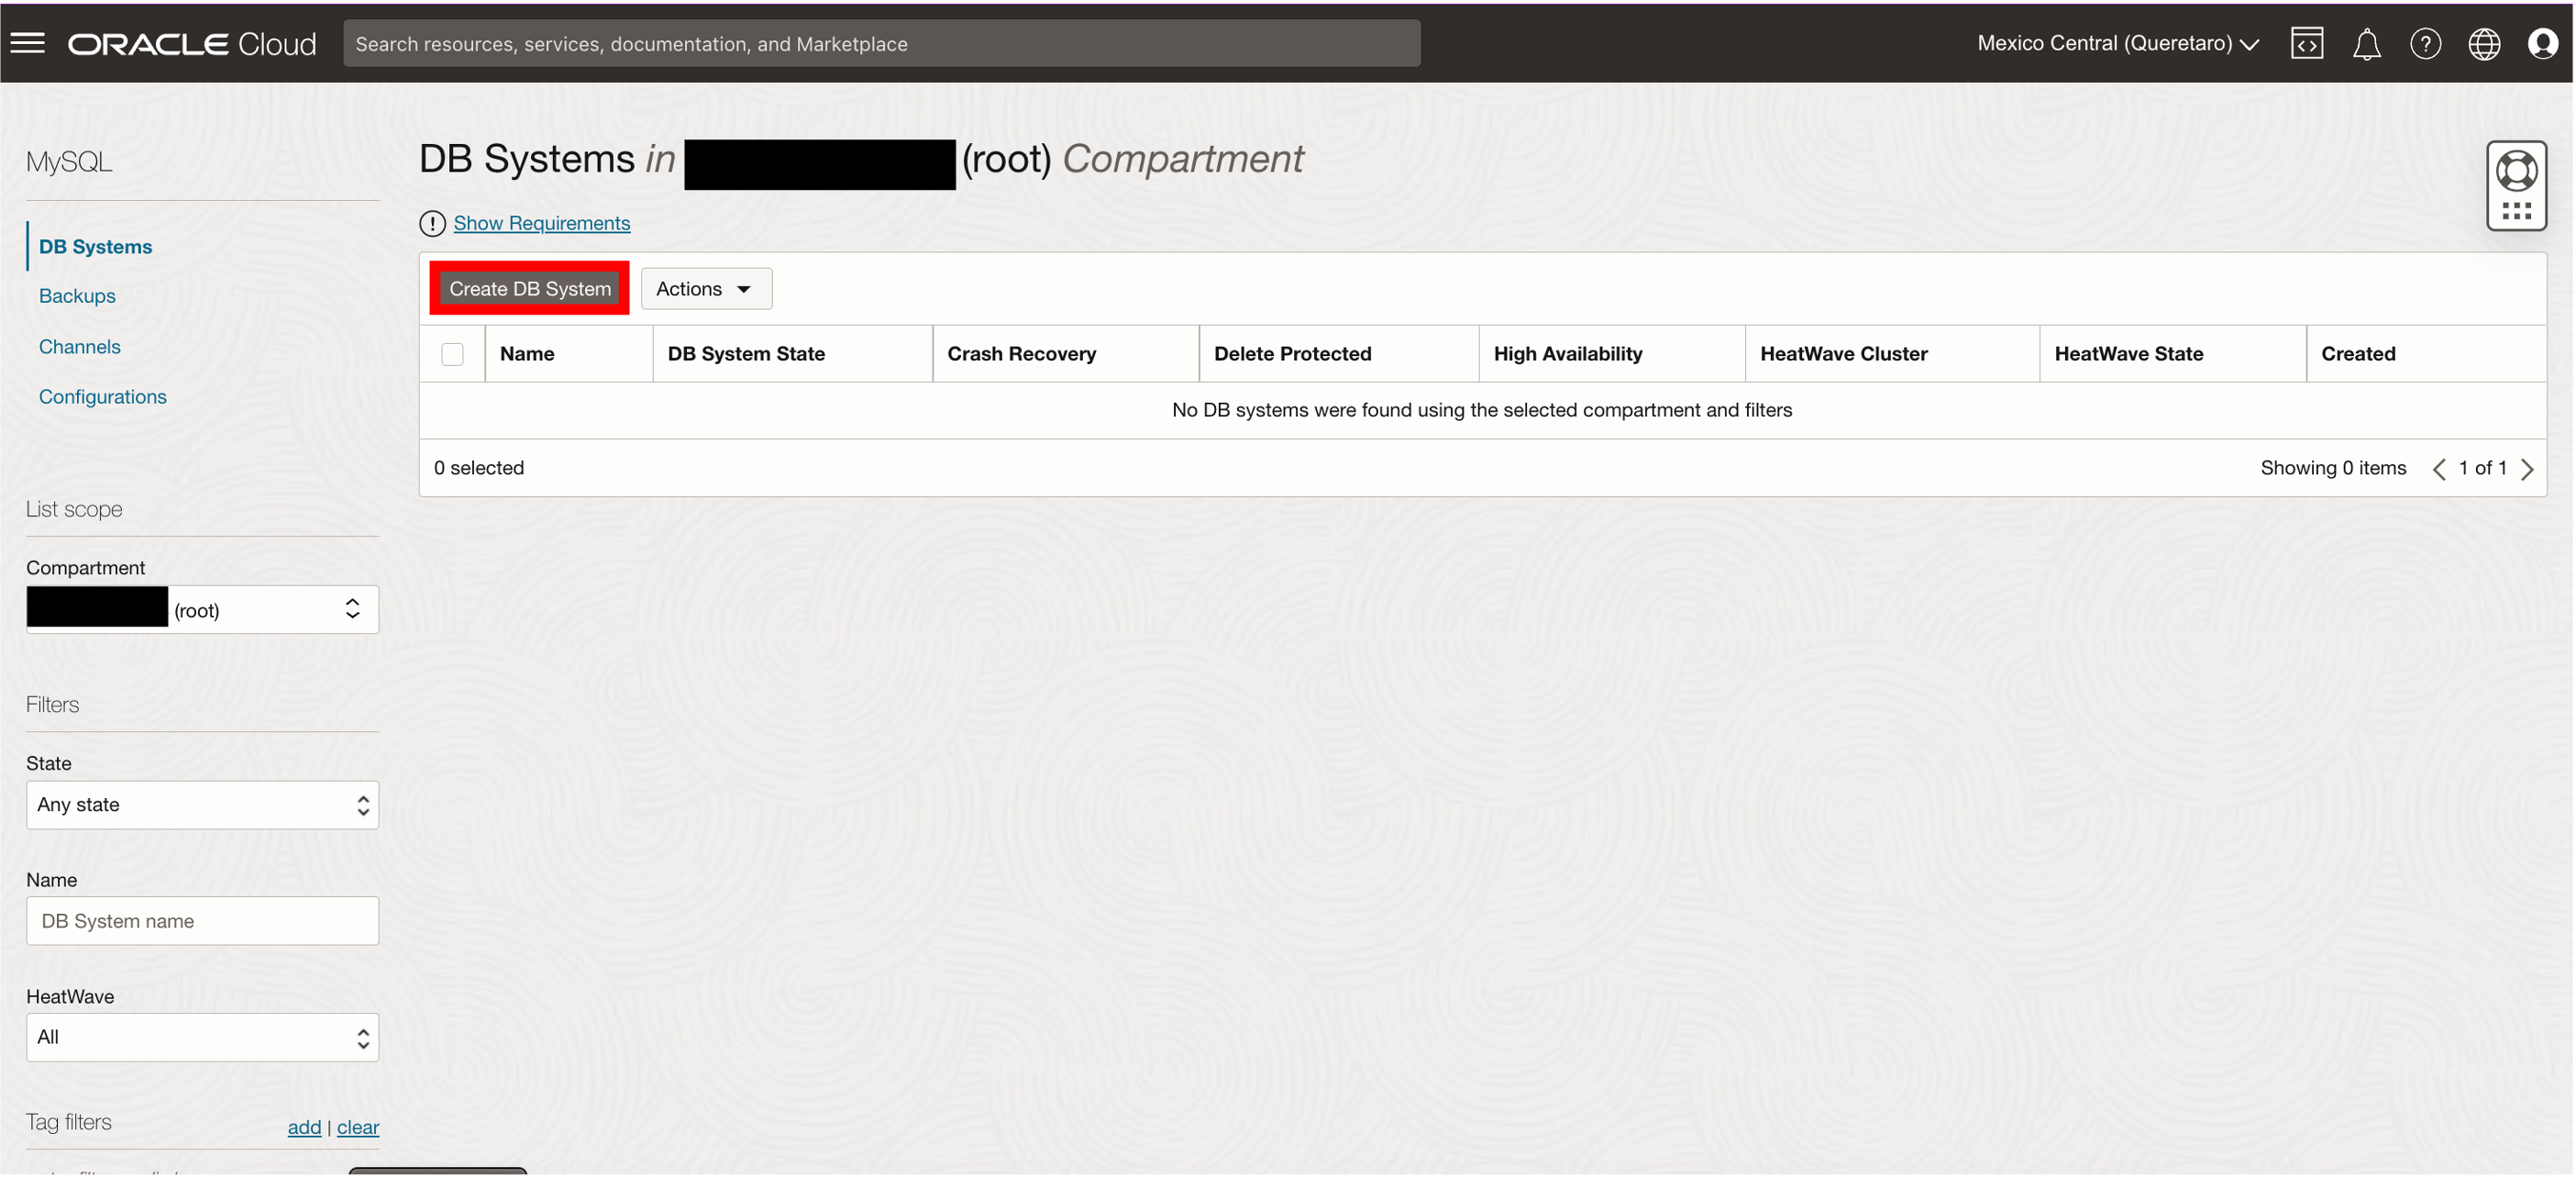 ORACLE Cloud
Search resources, services, documentation, and Marketplace
Mexico Central (Queretaro)
MySQL
DB Systems
Backups
Channels
Configurations
List scope
Compartment
(root)
Filters
State
Any state
Name
DB System name
HeatWave
All
Tag filters
add | clear
DB Systems in (root) Compartment
Show Requirements
Create DB System
Actions
Name DB System State Crash Recovery Delete Protected High Availability HeatWave Cluster HeatWave State Created
No DB systems were found using the selected compartment and filters
0 selected
Showing 0 items 1 of 1